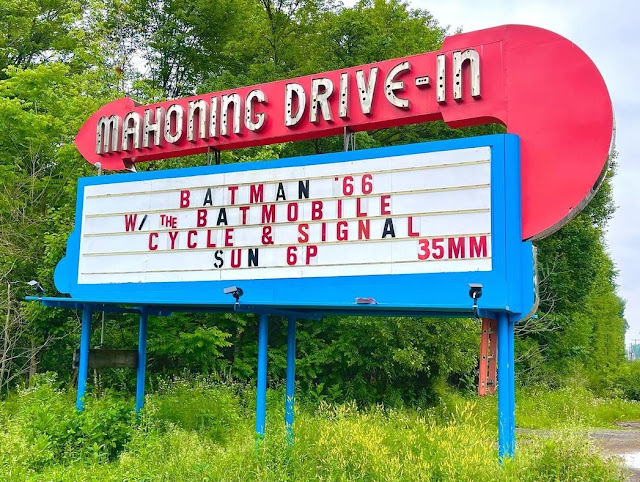 MAHONING DRIVE-in
BATMAN '66
W/ THE BATMOBILE
CYCLE & SIGNAL
SUN 6P 35MM